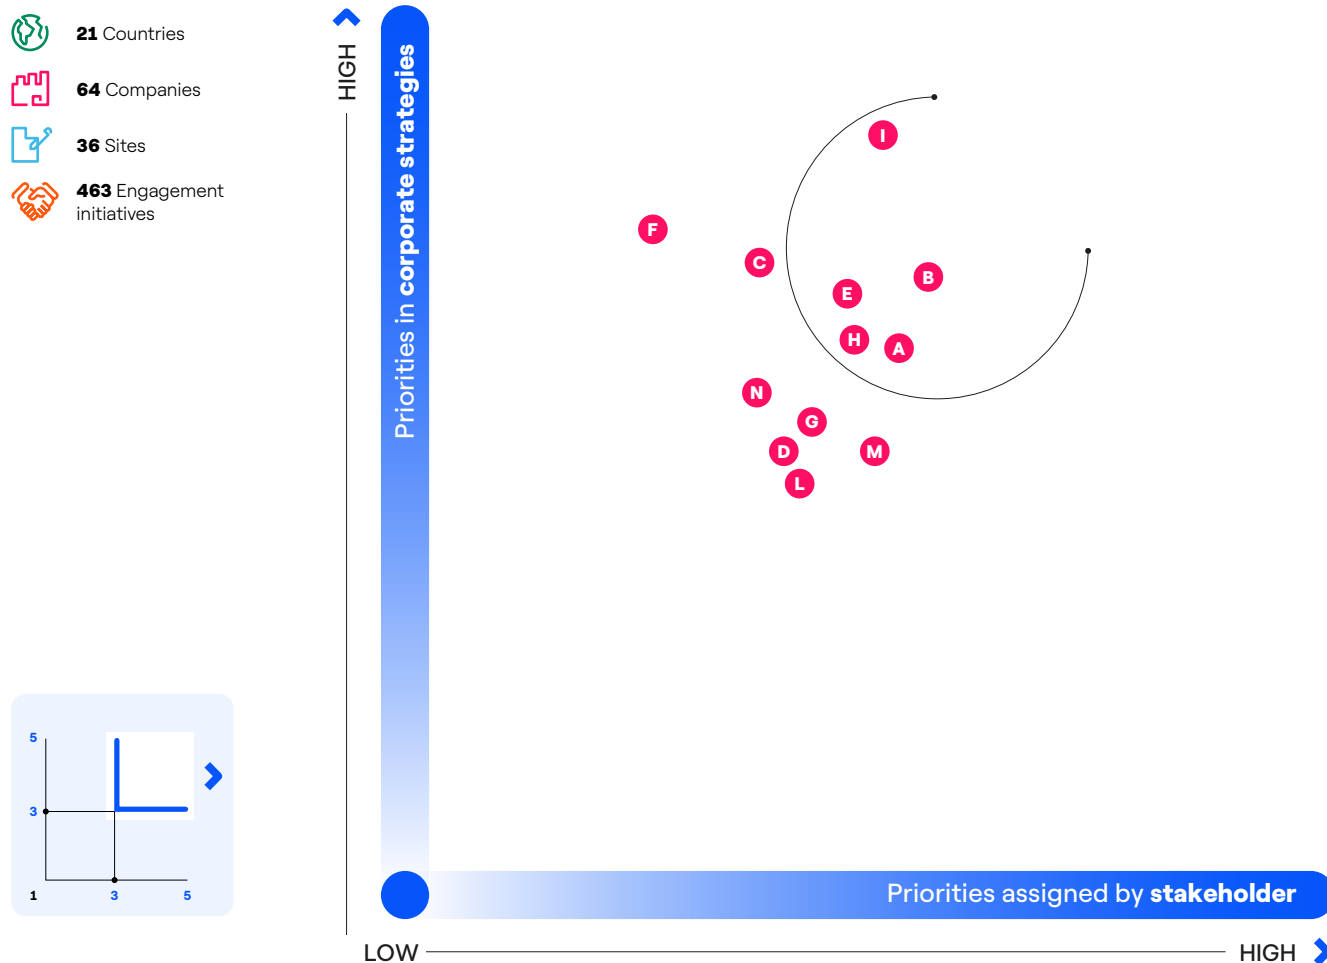 21 Countries
64 Companies
36 Sites
463 Engagement
initiatives
HIGH
Priorities in corporate strategies
I
F
C
B
E
H
A
N
G
D
M
L
5
3
1
3
5
Priorities assigned by stakeholder
LOW
HIGH